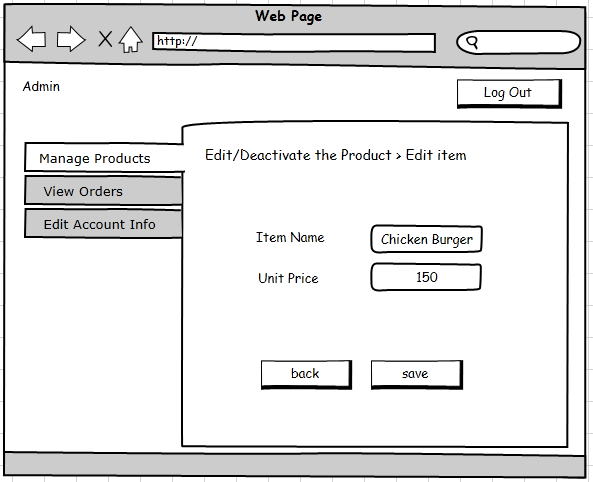 Web Page
http://
Admin
Log Out
Manage Products
View Orders
Edit Account Info
Edit/Deactivate the Product > Edit item
Item Name
Chicken Burger
Unit Price
150
back
save